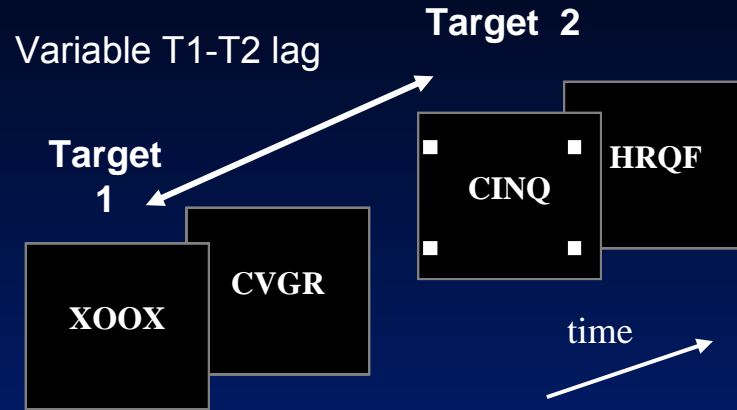 Target 2
Variable T1-T2 lag
Target
1
XOOX
CVGR
CINQ
HRQF
time